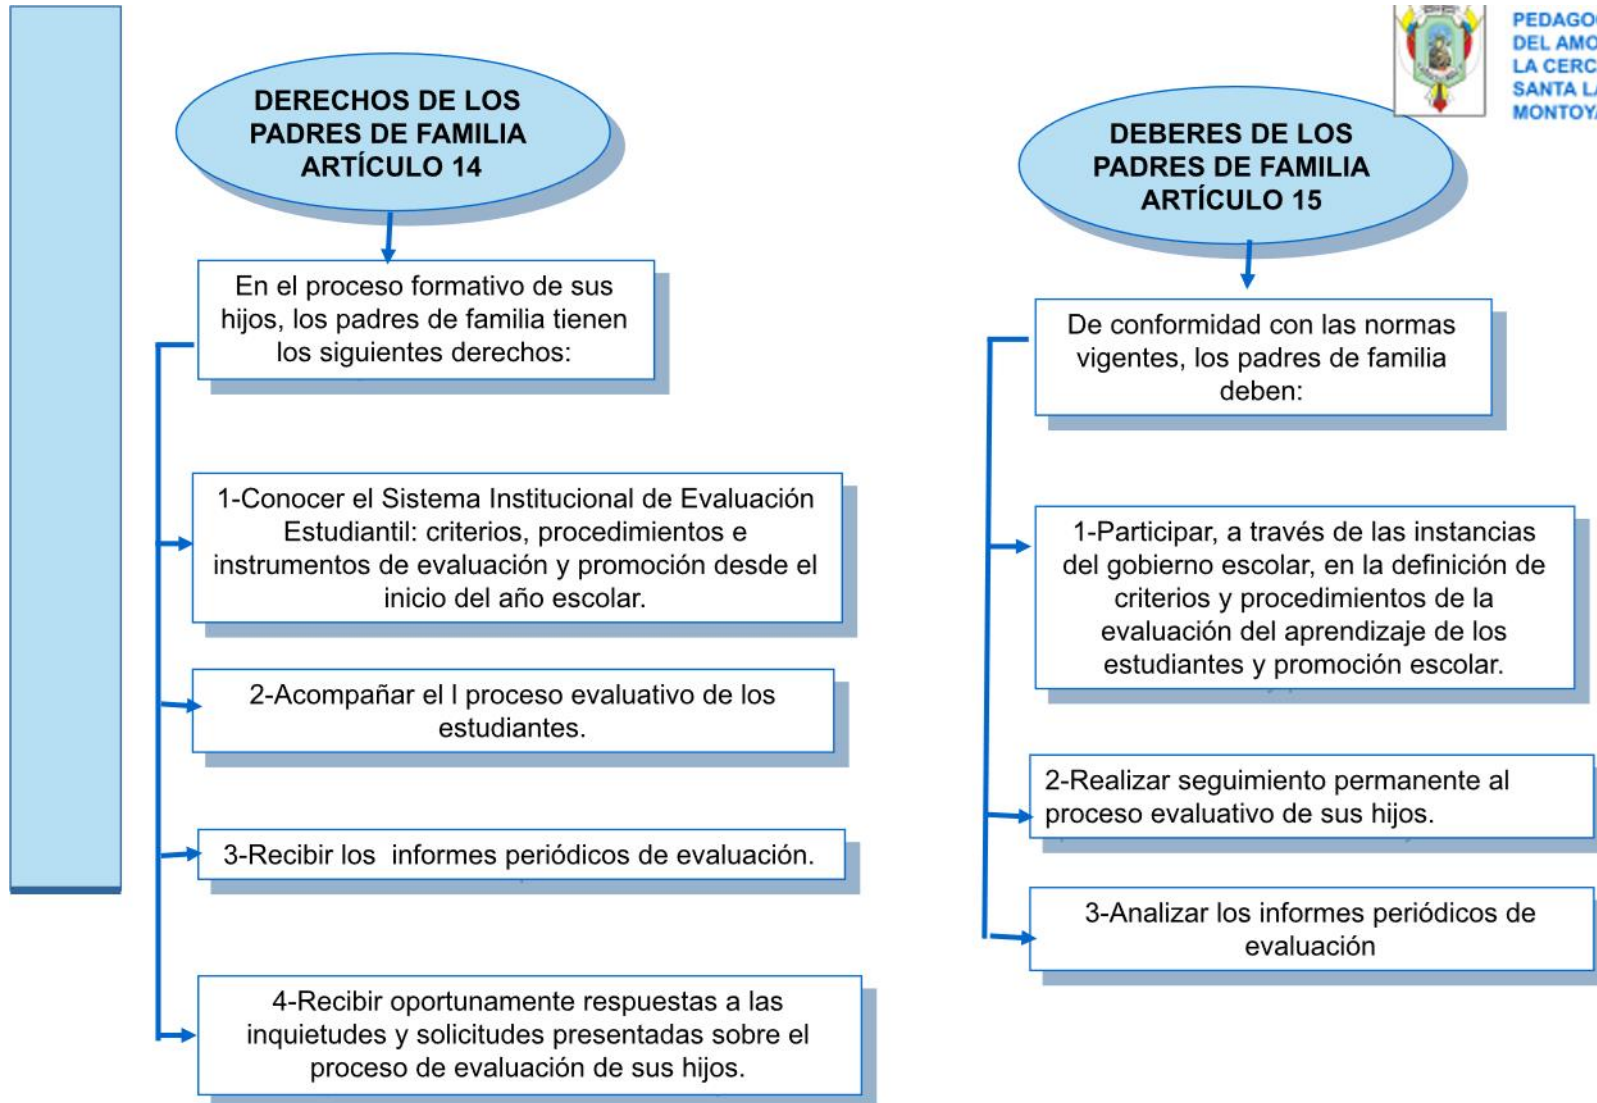 DERECHOS DE LOS
PADRES DE FAMILIA
ARTÍCULO 14
En el proceso formativo de sus
hijos, los padres de familia tienen
los siguientes derechos:
1-Conocer el Sistema Institucional de Evaluación
Estudiantil: criterios, procedimientos e
instrumentos de evaluación y promoción desde el
inicio del año escolar.
2-Acompañar el l proceso evaluativo de los
estudiantes.
3-Recibir los  informes periódicos de evaluación.
4-Recibir oportunamente respuestas a las
inquietudes y solicitudes presentadas sobre el
proceso de evaluación de sus hijos.
DEL
LA
SANTA
DEBERES DE LOS
PADRES DE FAMILIA
ARTÍCULO 15
De conformidad con las normas
vigentes, los padres de familia
deben:
1-Participar, a través de las instancias
del gobierno escolar, en la definición de
criterios y procedimientos de la
evaluación del aprendizaje de los
estudiantes y promoción escolar.
2-Realizar seguimiento permanente al
proceso evaluativo de sus hijos.
3-Analizar los informes periódicos de
evaluación